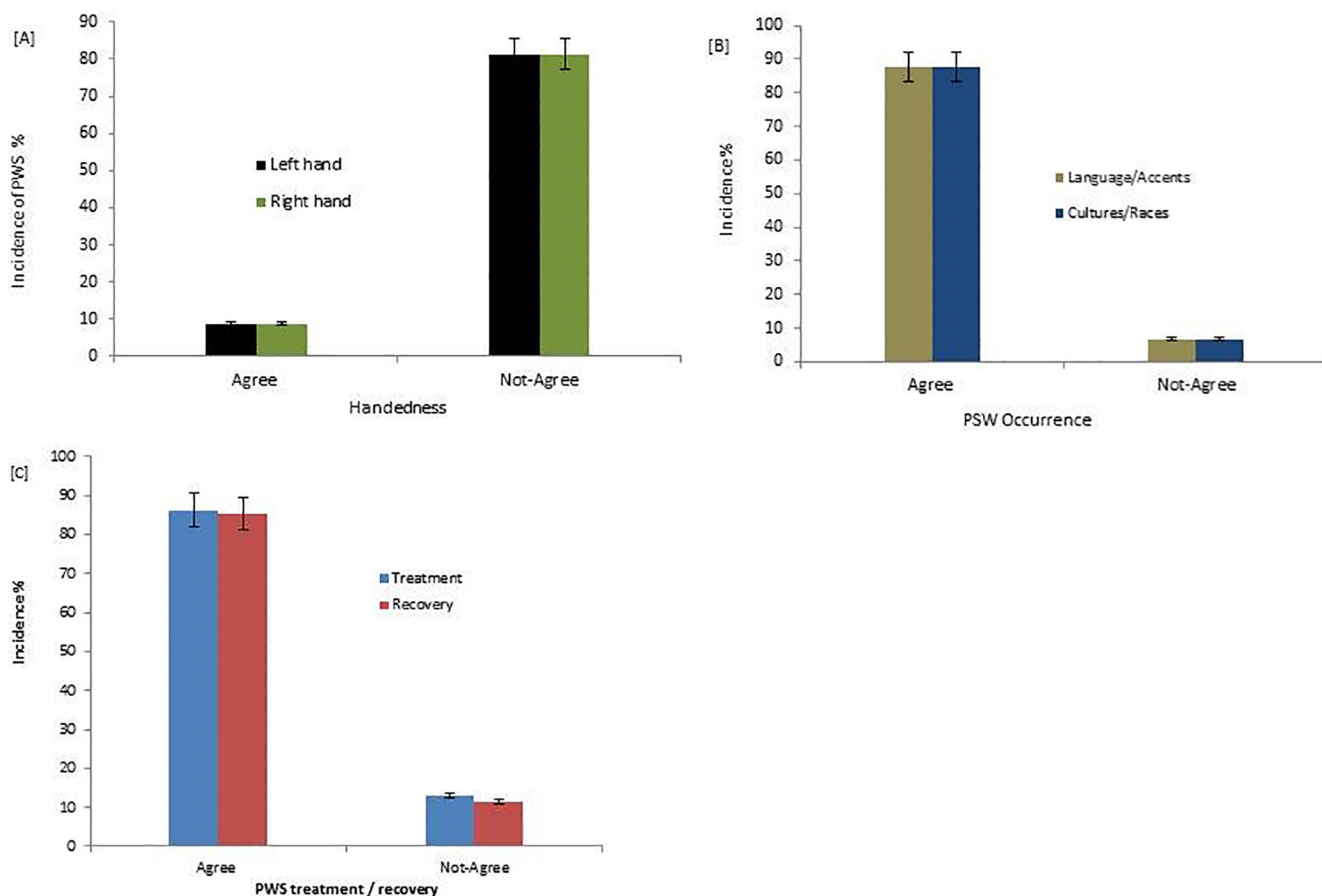 [A]
Incidence of PWS %
90
80
70
60
50
40
30
20
10
0
Left hand
Right hand
Agree
Not-Agree
Handedness
[B]
Incidence%
100
90
80
70
60
50
40
30
20
10
0
Language/Accents
Cultures/Races
Agree
Not-Agree
PSW Occurrence
[C]
Incidence%
100
90
80
70
60
50
40
30
20
10
0
Treatment
Recovery
Agree
Not-Agree
PWS treatment / recovery